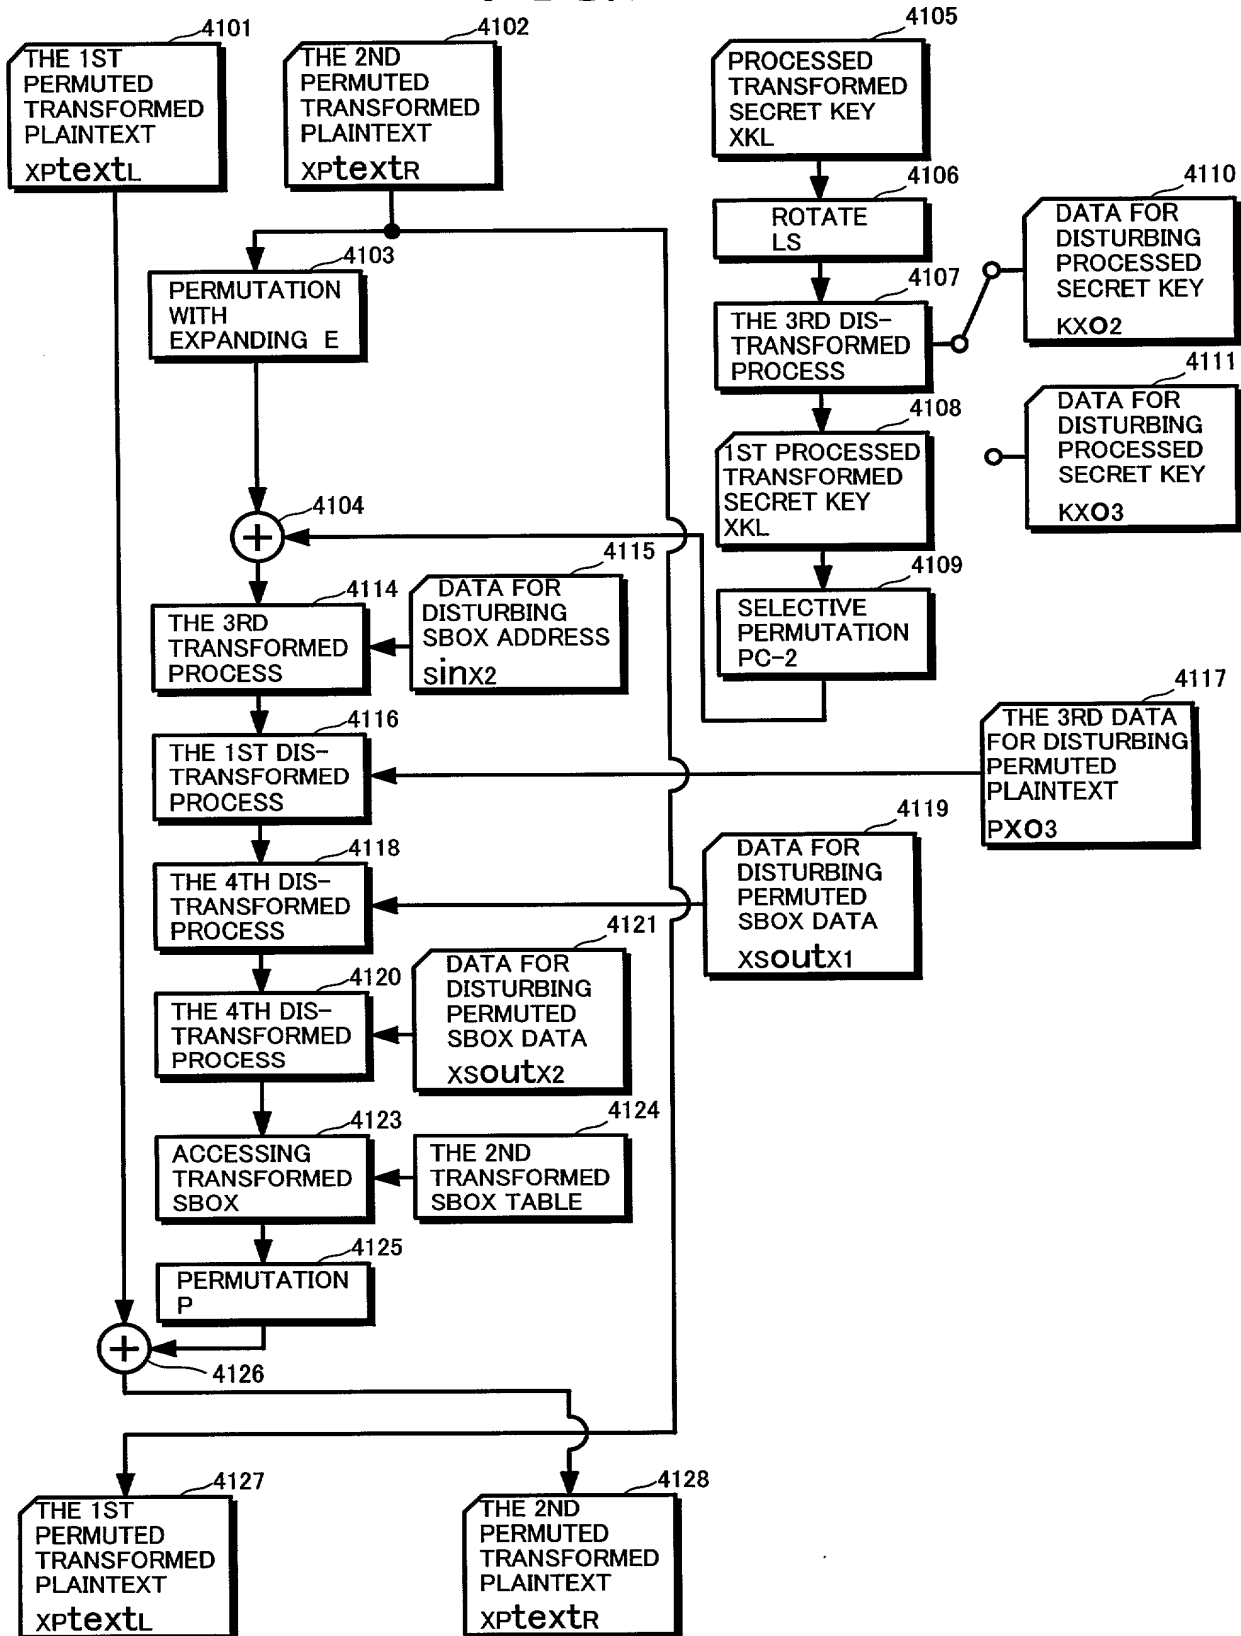 4101
THE 1ST
PERMUTED
TRANSFORMED
PLAINTEXT
XPtextL
4102
THE 2ND
PERMUTED
TRANSFORMED
PLAINTEXT
XPtextR
4105
PROCESSED
TRANSFORMED
SECRET KEY
XKL
4106
ROTATE
LS
4110
DATA FOR
DISTURBING
PROCESSED
SECRET KEY
KXO2
4103
PERMUTATION
WITH
EXPANDING E
4107
THE 3RD DIS-
TRANSFORMED
PROCESS
4111
DATA FOR
DISTURBING
PROCESSED
SECRET KEY
KXO3
4108
1ST PROCESSED
TRANSFORMED
SECRET KEY
XKL
4104
4109
SELECTIVE
PERMUTATION
PC-2
4114
THE 3RD
TRANSFORMED
PROCESS
4115
DATA FOR
DISTURBING
SBOX ADDRESS
SinX2
4116
THE 1ST DIS-
TRANSFORMED
PROCESS
4117
THE 3RD DATA
FOR DISTURBING
PERMUTED
PLAINTEXT
PXO3
4118
THE 4TH DIS-
TRANSFORMED
PROCESS
4119
DATA FOR
DISTURBING
PERMUTED
SBOX DATA
XSoutX1
4120
THE 4TH DIS-
TRANSFORMED
PROCESS
4121
DATA FOR
DISTURBING
PERMUTED
SBOX DATA
XSoutX2
4123
ACCESSING
TRANSFORMED
SBOX
4124
THE 2ND
TRANSFORMED
SBOX TABLE
4125
PERMUTATION
P
4126
4127
THE 1ST
PERMUTED
TRANSFORMED
PLAINTEXT
XPtextL
4128
THE 2ND
PERMUTED
TRANSFORMED
PLAINTEXT
XPtextR